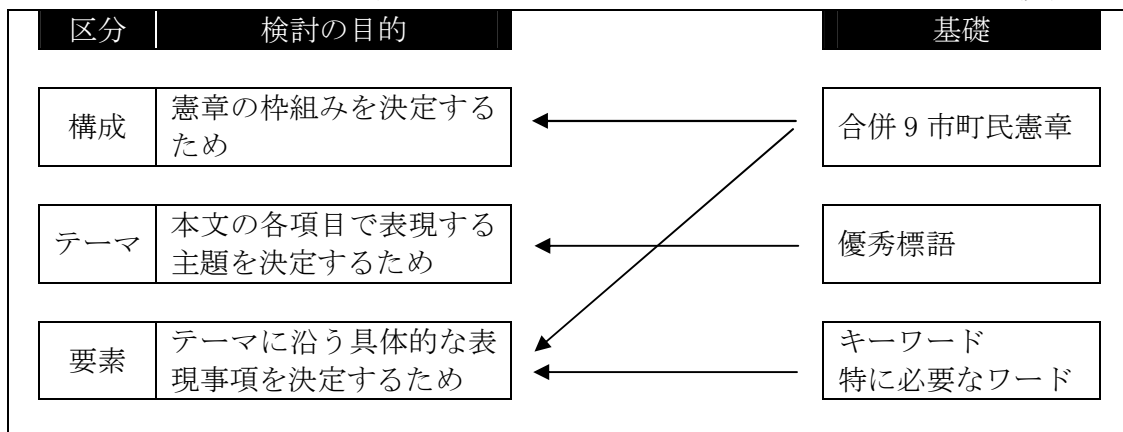 区分 検討の目的 基礎
構成 憲章の枠組みを決定する
ため
合併 9 市町民憲章
テーマ 本文の各項目で表現する
主題を決定するため
優秀標語
要素 テーマに沿う具体的な表
現事項を決定するため
キーワード
特に必要なワード